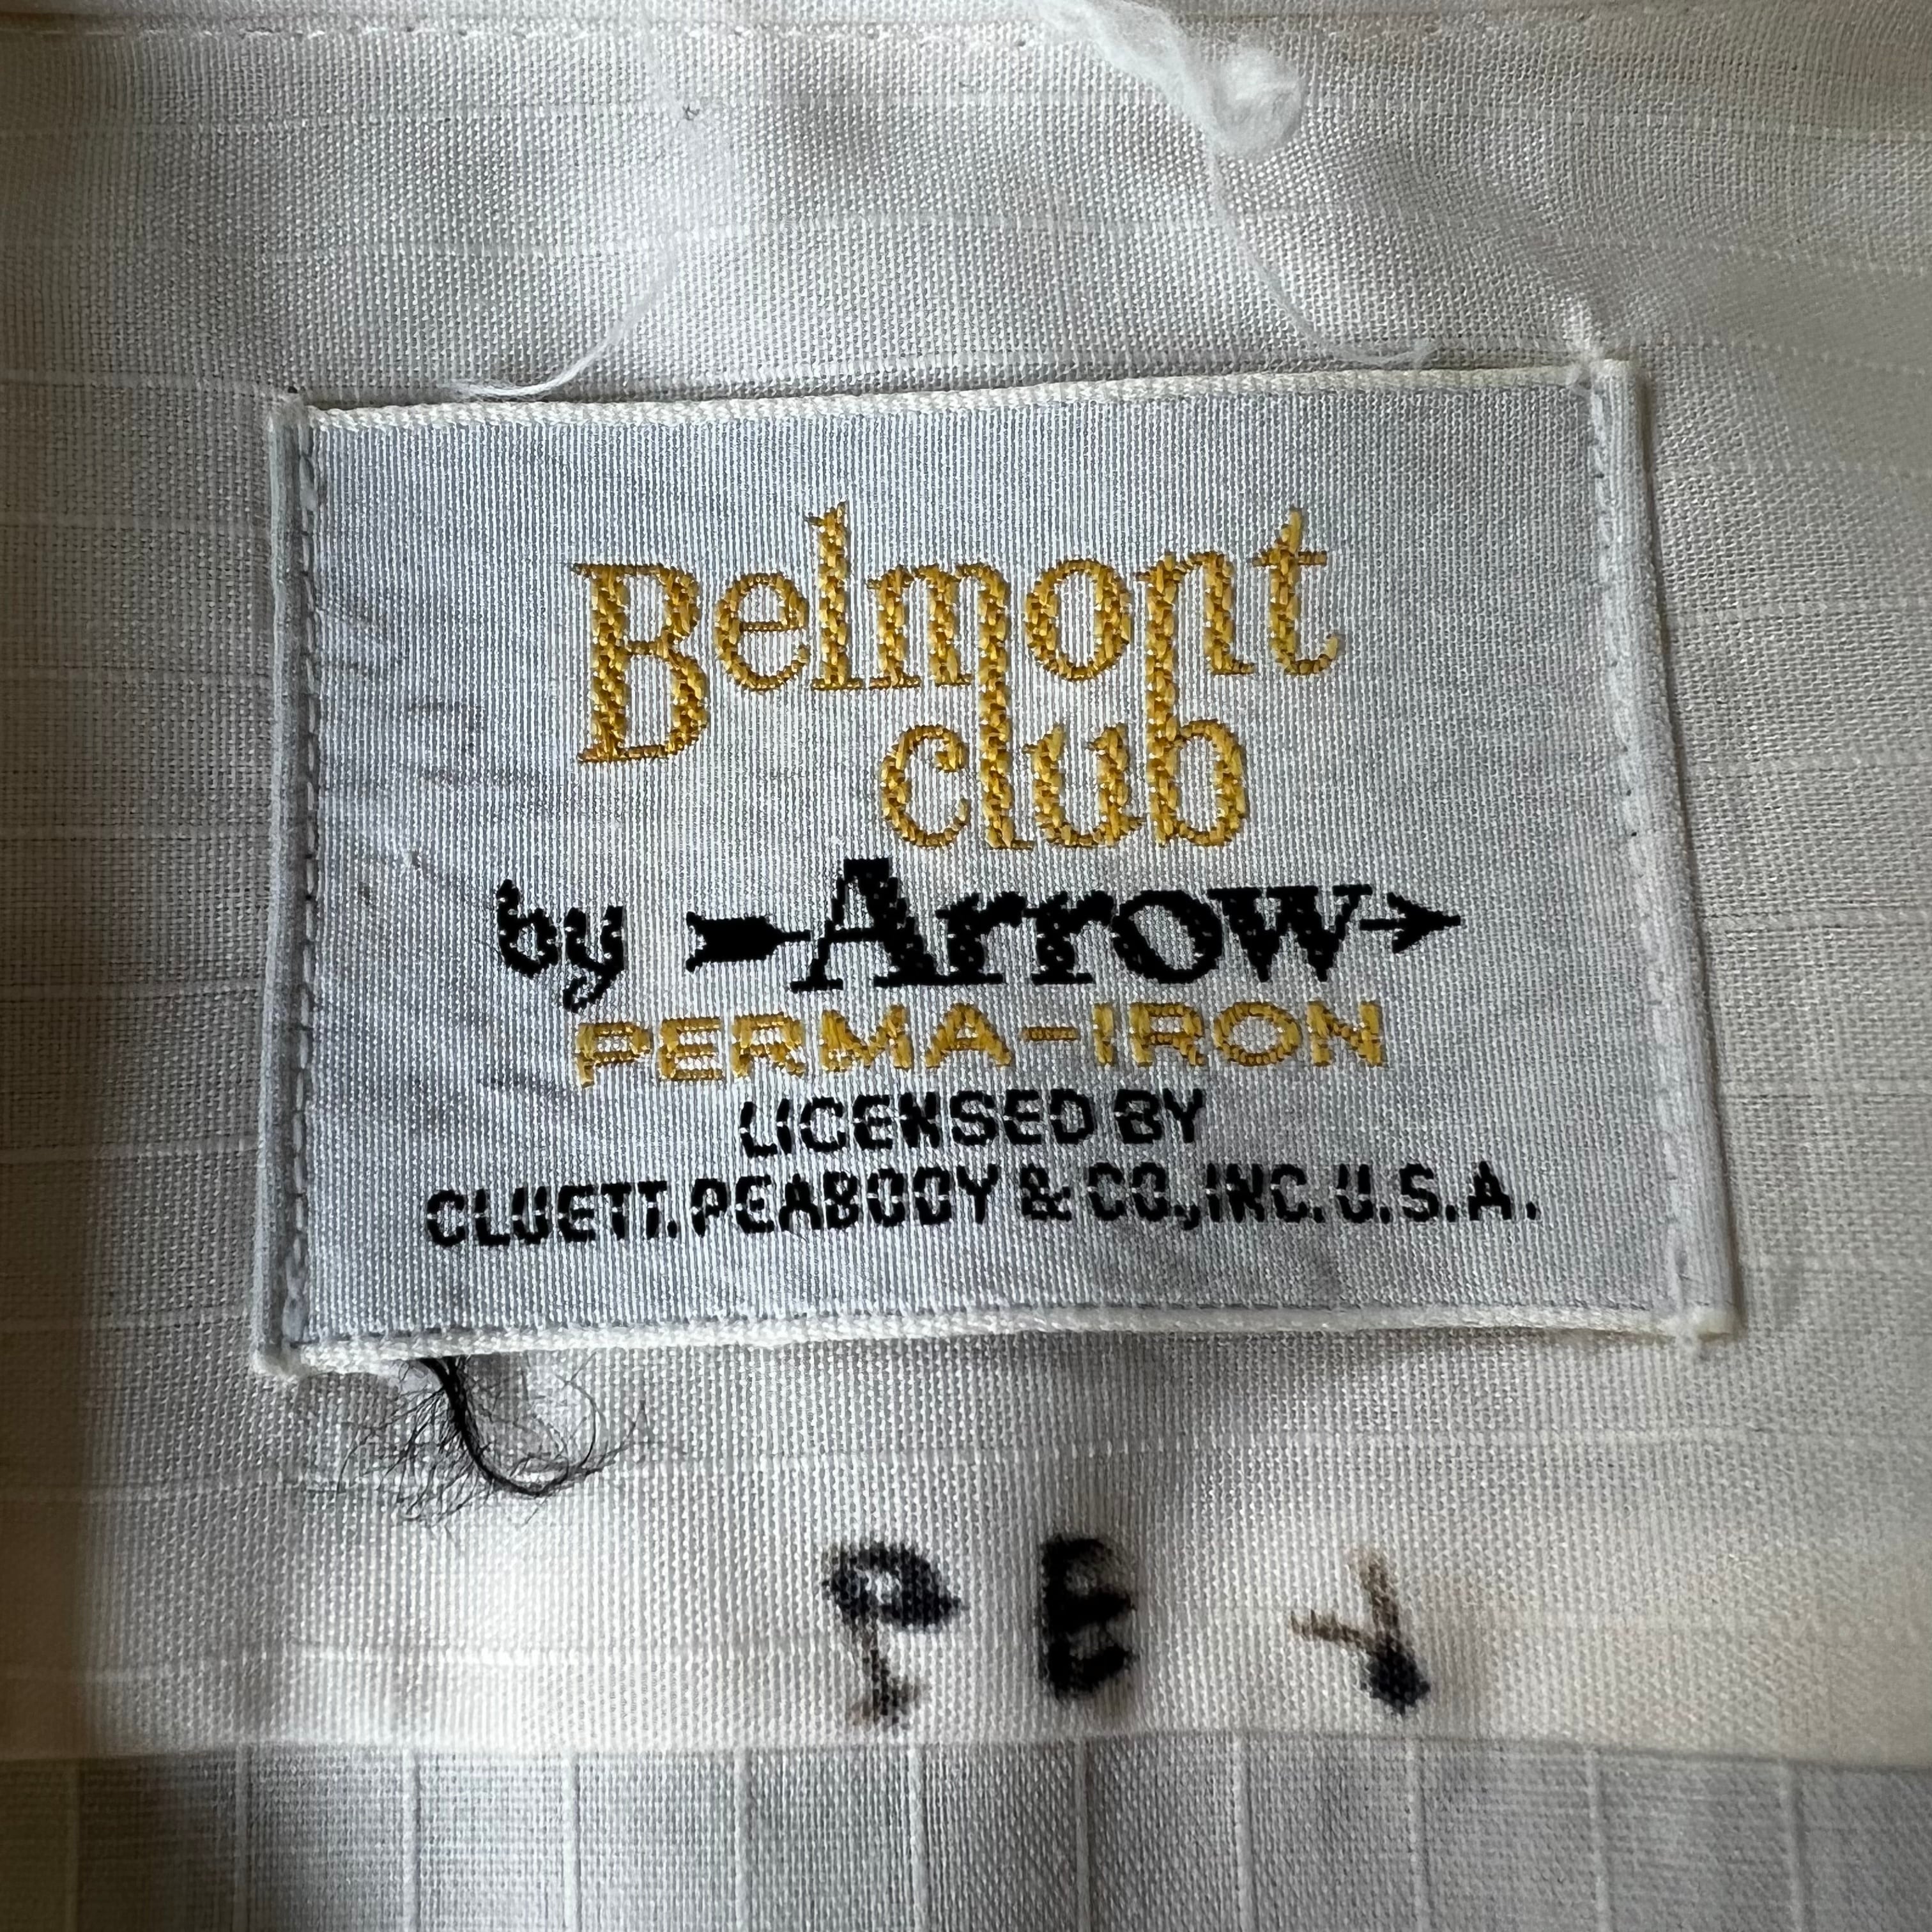 Belmont
club
by Arrow
PERMA-IRON
LICENSED BY
CLUETT. PEABODY & CO., INC. U.S.A.
P E Y